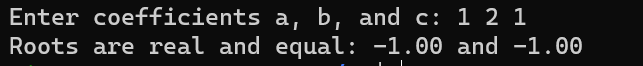 Enter coefficients a, b, and c: 1 2 1
Roots are real and equal: -1.00 and -1.00